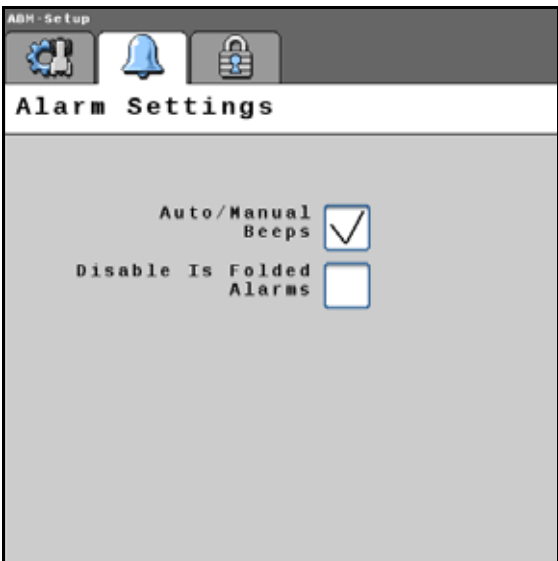 ABM-Setup
Alarm Settings
Auto/Manual
Beeps
Disable Is Folded
Alarms